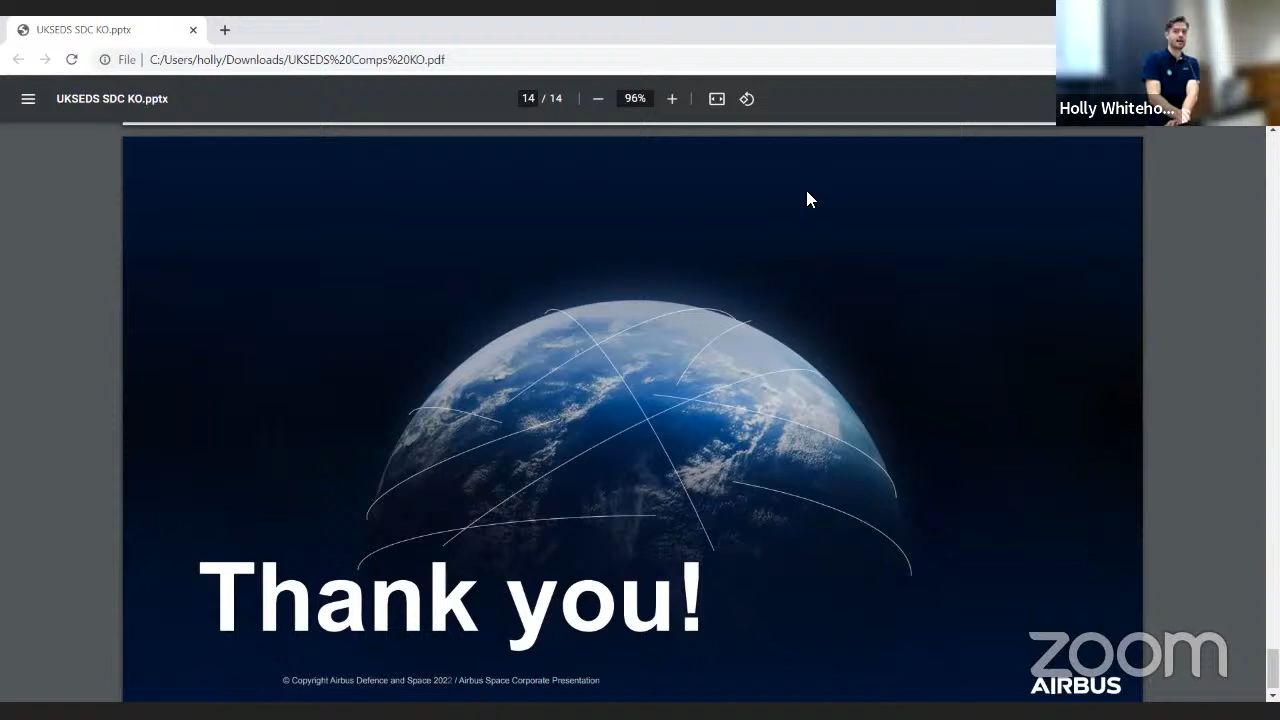 UKSEDS SDC KO.pptx
File
C:/Users/holly/Downloads/UKSEDS%20Comps%20KO.pdf
UKSEDS SDC KO.pptx
14 / 14
96%
Holly Whiteho...
Thank you!
© Copyright Airbus Defence and Space 2022 / Airbus Space Corporate Presentation
zoom
AIRBUS